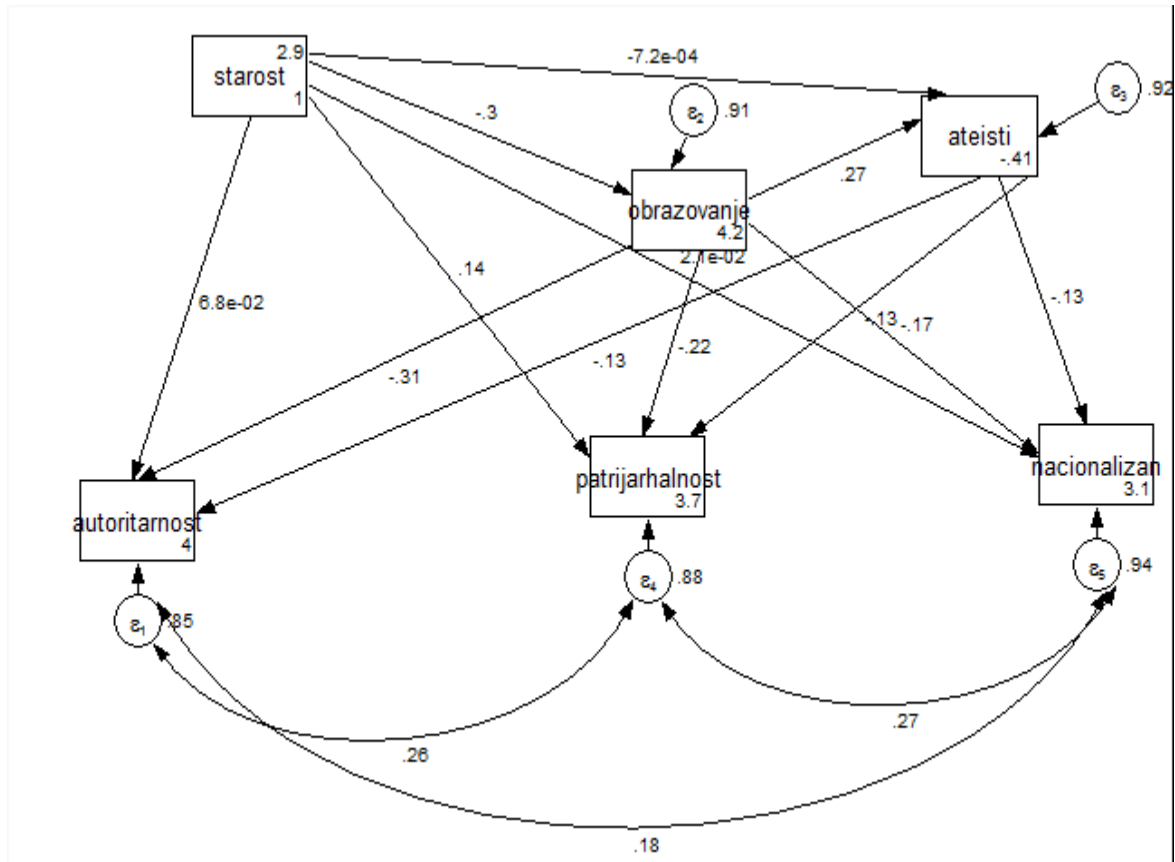 2.9
starost
1
-7.2e-04
ε2
.91
ε3
.92
-.3
ateisti
-.41
.27
obrazovanje
4.2
2.1e-02
.14
6.8e-02
-.13
-.13
-.17
-.22
-.13
-.31
patrijarhalnost
3.7
nacionalizan
3.1
autoritarnost
4
ε4
.88
ε5
.94
ε1
.85
.26
.27
.18